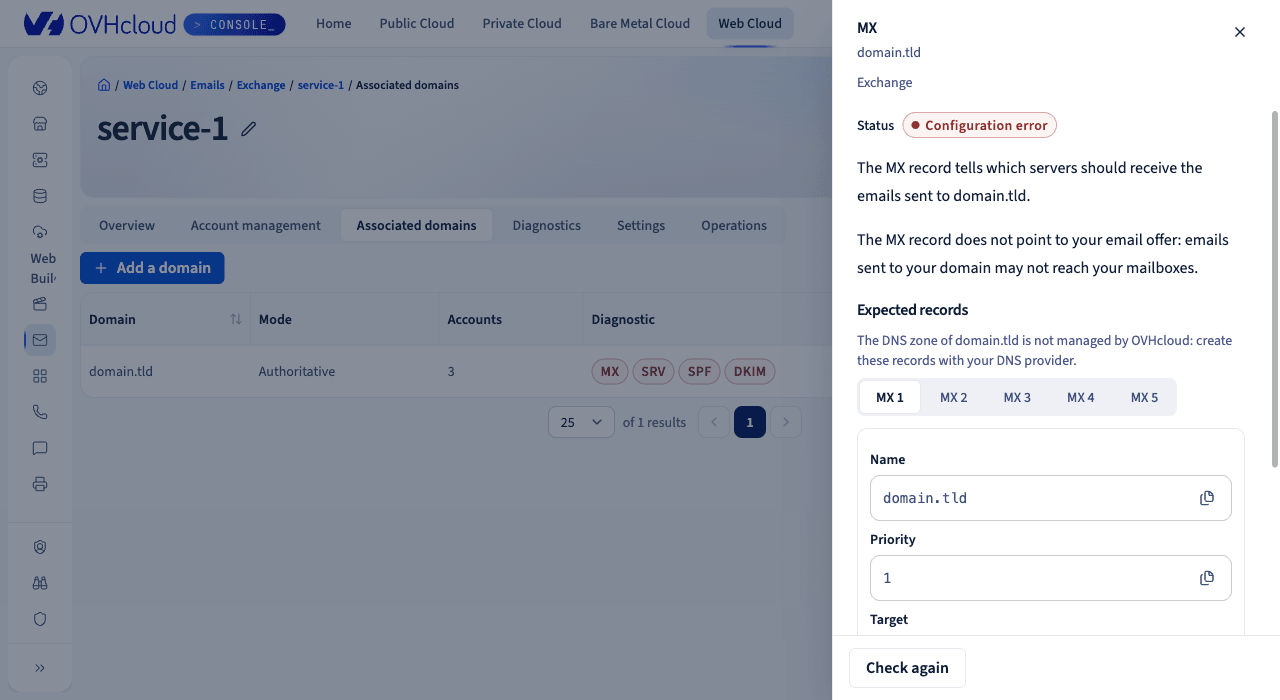 OVHcloud
> CONSOLE_
Home
Public Cloud
Private Cloud
Bare Metal Cloud
Web Cloud
/ Web Cloud / Emails / Exchange / service-1 / Associated domains
service-1
Overview
Account management
Associated domains
Diagnostics
Settings
Operations
Add a domain
Domain
Mode
Accounts
Diagnostic
domain.tld
Authoritative
3
MX
SRV
SPF
DKIM
25
of 1 results
1
Web
Buil
MX
domain.tld
Exchange
Status
Configuration error
The MX record tells which servers should receive the
emails sent to domain.tld.
The MX record does not point to your email offer: emails
sent to your domain may not reach your mailboxes.
Expected records
The DNS zone of domain.tld is not managed by OVHcloud: create
these records with your DNS provider.
MX 1
MX 2
MX 3
MX 4
MX 5
Name
domain.tld
Priority
1
Target
Check again